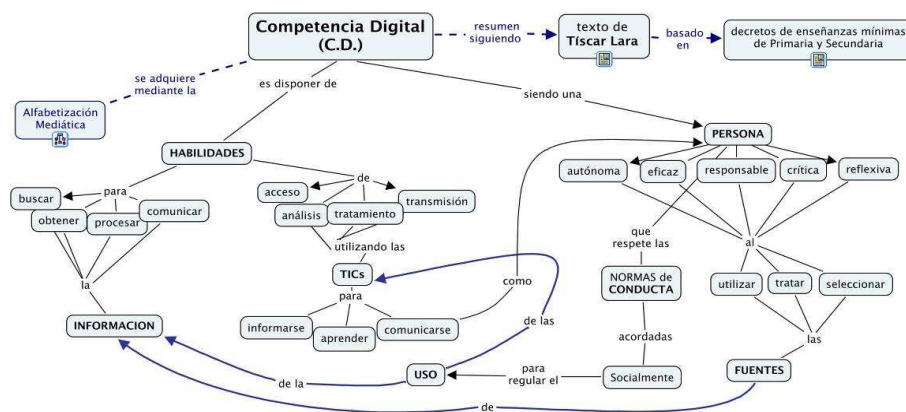 Competencia Digital
(C.D.)
resumen
siguiendo
texto de
Tíscar Lara
basado
en
decretos de enseñanzas mínimas
de Primaria y Secundaria
se adquiere
mediante la
Alfabetización
Mediática
es disponer de
siendo una
HABILIDADES
PERSONA
para
buscar
obtener
procesar
comunicar
la
INFORMACION
de
acceso
análisis
tratamiento
transmisión
utilizando las
TICs
para
informarse
aprender
comunicarse
como
autónoma
eficaz
responsable
crítica
reflexiva
que
respete las
NORMAS de
CONDUCTA
acordadas
Socialmente
para
regular el
USO
de las
de la
al
utilizar
tratar
seleccionar
las
FUENTES
de